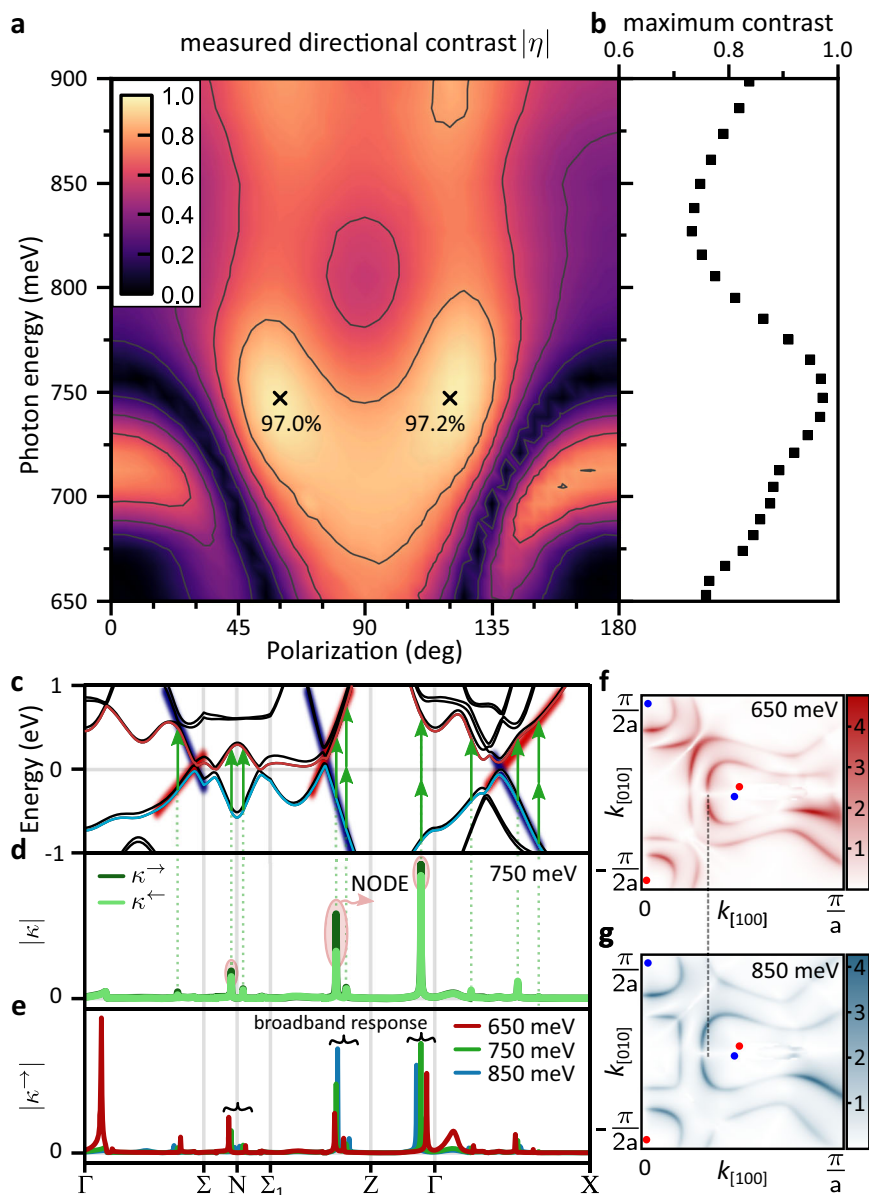 a
measured directional contrast |η|
b
maximum contrast
0.6
0.8
1.0
900
850
800
750
700
650
Photon energy (meV)
1.0
0.8
0.6
0.4
0.2
0.0
97.0%
97.2%
0
45
90
135
180
Polarization (deg)
c
1
0
-1
Energy (eV)
d
κ→
κ←
NODE
750 meV
|κ|
0
e
broadband response
650 meV
750 meV
850 meV
|κ→|
0
Γ
Σ
N
Σ₁
Z
Γ
X
f
π/2a
650 meV
4
3
2
1
k[010]
-π/2a
0
k[100]
π/a
g
π/2a
850 meV
4
3
2
1
k[010]
-π/2a
0
k[100]
π/a